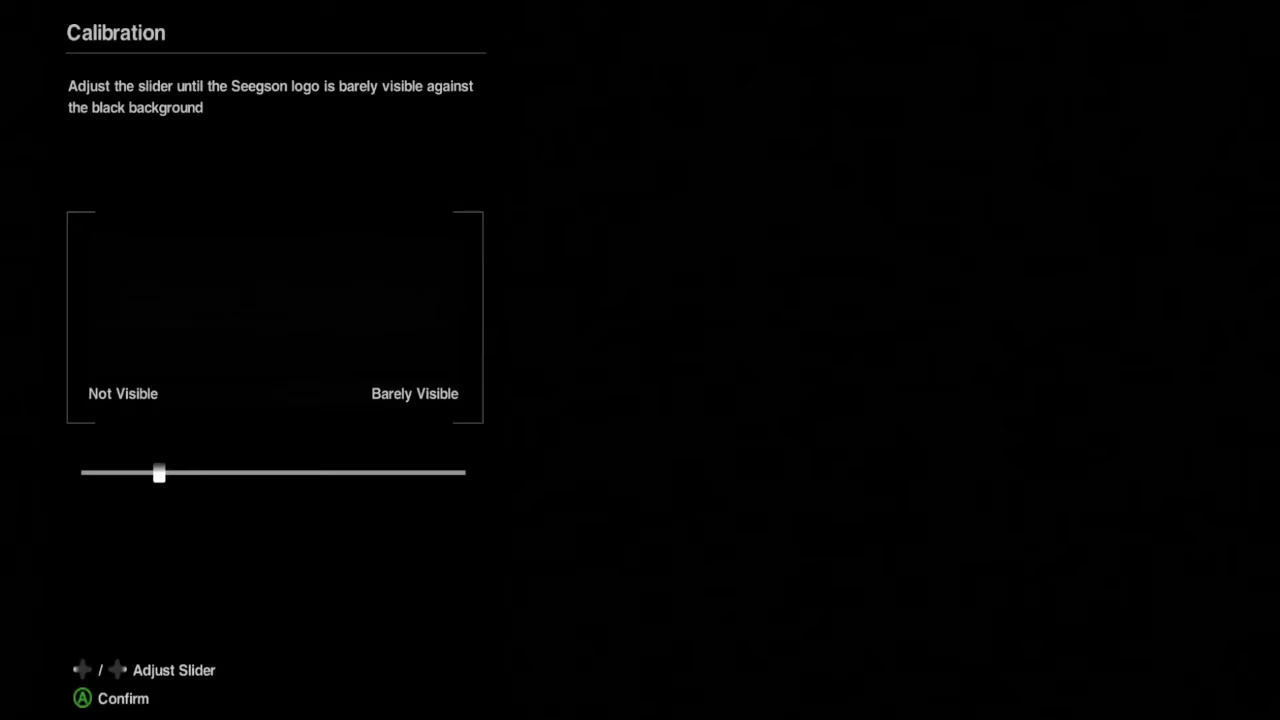 Calibration
Adjust the slider until the Seegson logo is barely visible against
the black background
Not Visible
Barely Visible
/ Adjust Slider
A Confirm